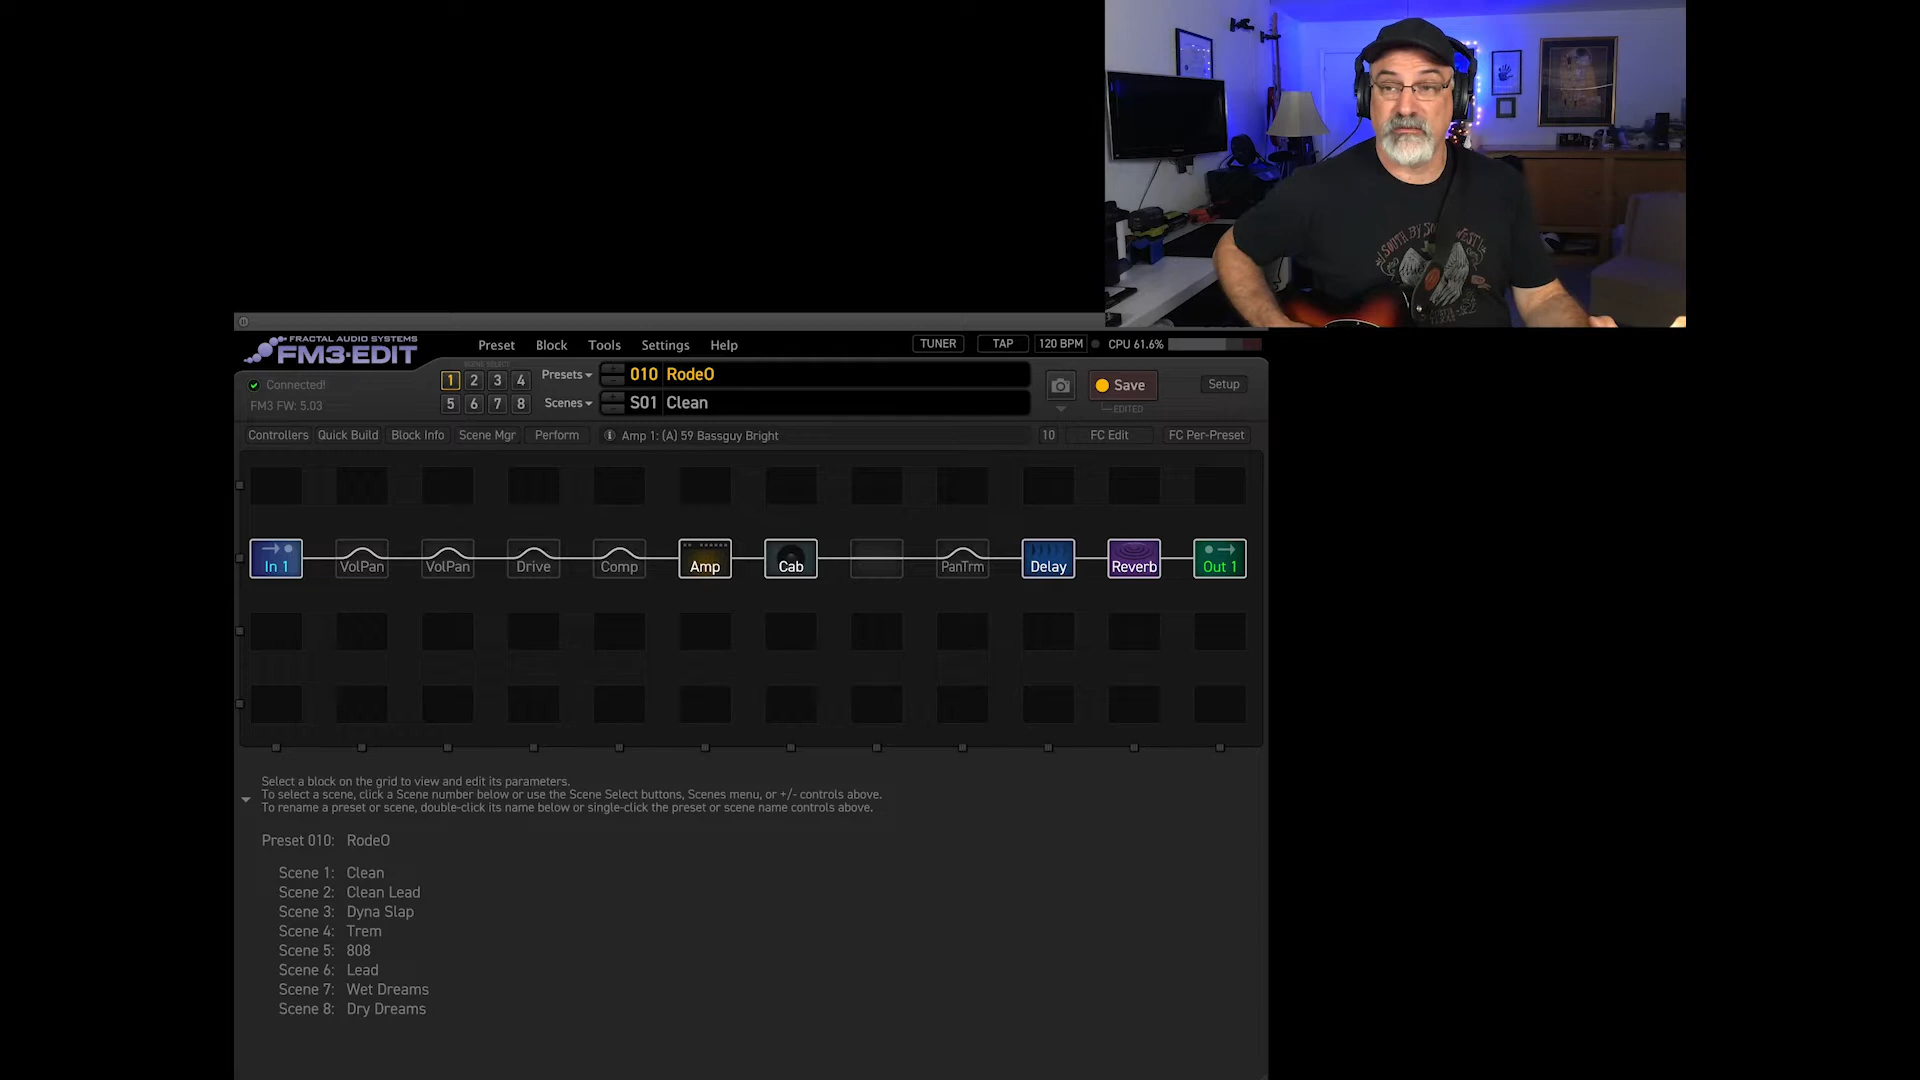 FRACTAL AUDIO SYSTEMS
FM3-EDIT
Preset Block Tools Settings Help
TUNER TAP 120 BPM CPU 61.6%
Connected!
FM3 FW: 5.03
1 2 3 4
5 6 7 8
Presets 010 RodeO
Scenes S01 Clean
Save
EDITED
Setup
Controllers Quick Build Block Info Scene Mgr Perform Amp 1: (A) 59 Bassguy Bright 10 FC Edit FC Per-Preset
In 1 VolPan VolPan Drive Comp Amp Cab PanTrm Delay Reverb Out 1
Select a block on the grid to view and edit its parameters.
To select a scene, click a Scene number below or use the Scene Select buttons, Scenes menu, or +/- controls above.
To rename a preset or scene, double-click its name below or single-click the preset or scene name controls above.
Preset 010: RodeO
Scene 1: Clean
Scene 2: Clean Lead
Scene 3: Dyna Slap
Scene 4: Trem
Scene 5: 808
Scene 6: Lead
Scene 7: Wet Dreams
Scene 8: Dry Dreams